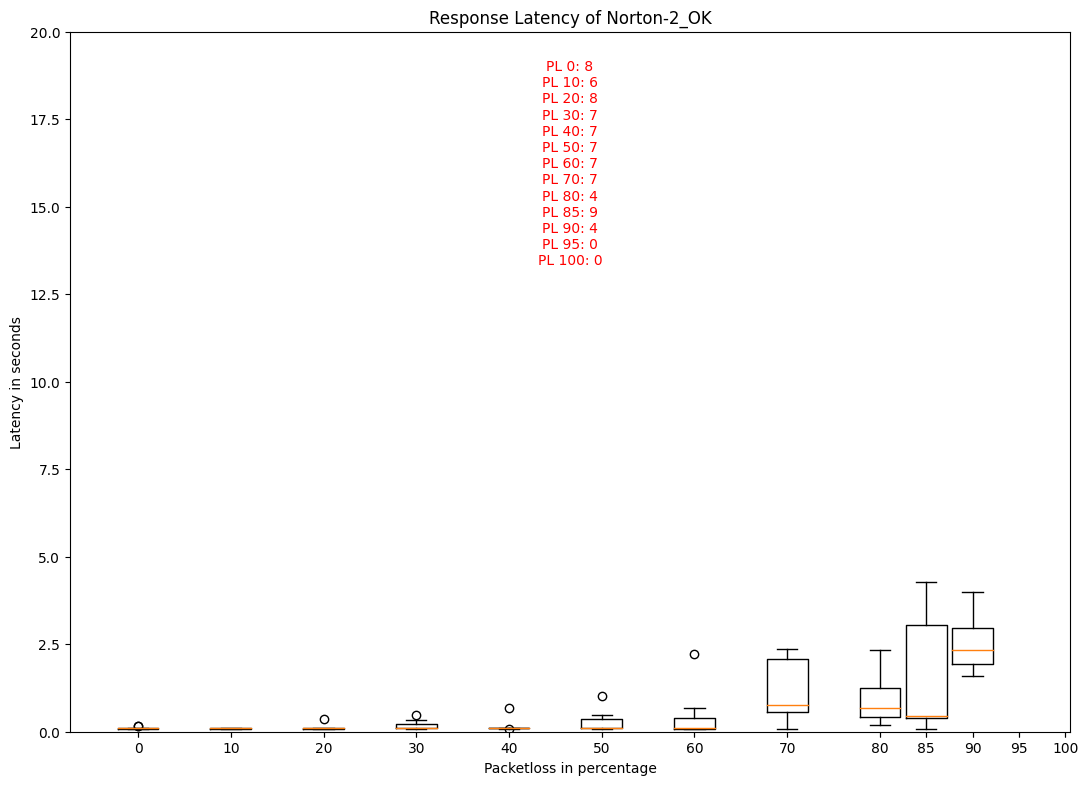 Response Latency of Norton-2_OK
20.0
17.5
15.0
12.5
10.0
7.5
5.0
2.5
0.0
Latency in seconds
PL 0: 8
PL 10: 6
PL 20: 8
PL 30: 7
PL 40: 7
PL 50: 7
PL 60: 7
PL 70: 7
PL 80: 4
PL 85: 9
PL 90: 4
PL 95: 0
PL 100: 0
0 10 20 30 40 50 60 70 80 85 90 95 100
Packetloss in percentage